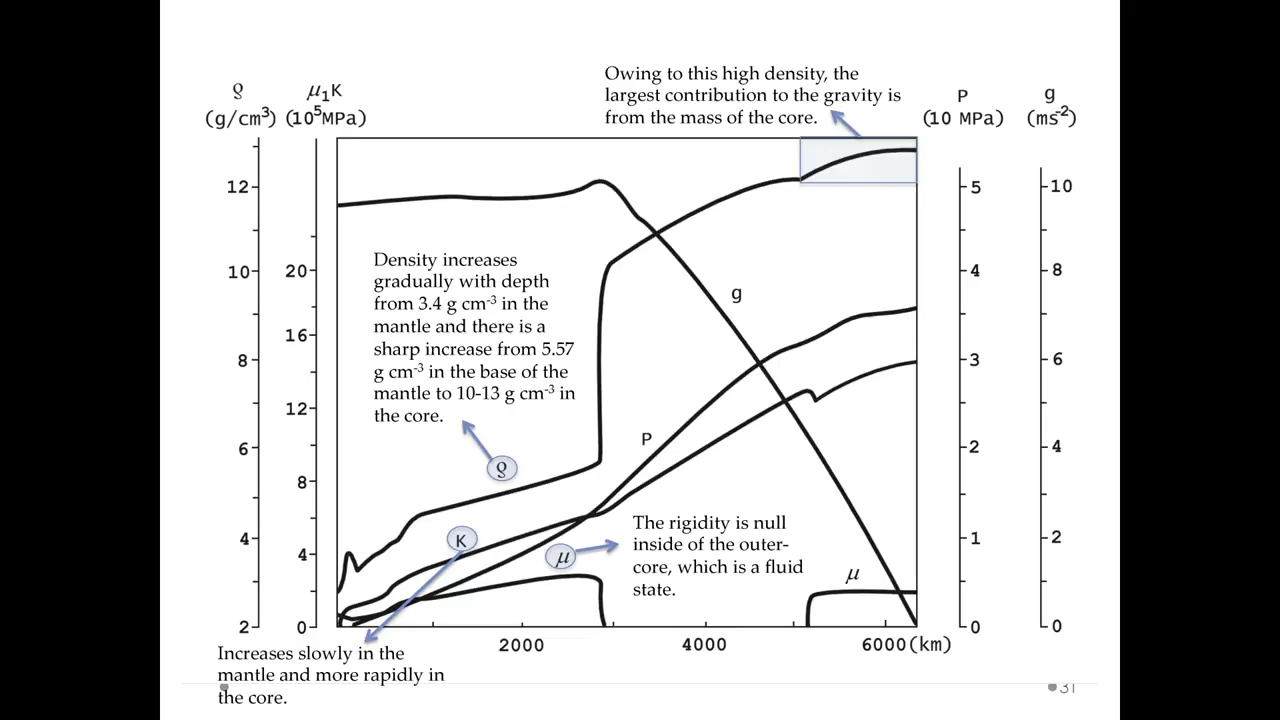 Owing to this high density, the
largest contribution to the gravity is
from the mass of the core.
ϱ
(g/cm³)
μ₁K
(10⁵MPa)
P
(10 MPa)
g
(ms⁻²)
12
10
8
6
4
2
20
16
12
8
4
0
5
4
3
2
1
0
10
8
6
4
2
0
Density increases
gradually with depth
from 3.4 g cm⁻³ in the
mantle and there is a
sharp increase from 5.57
g cm⁻³ in the base of the
mantle to 10-13 g cm⁻³ in
the core.
g
P
ϱ
K
μ
The rigidity is null
inside of the outer-
core, which is a fluid
state.
μ
2000
4000
6000(km)
Increases slowly in the
mantle and more rapidly in
the core.
31